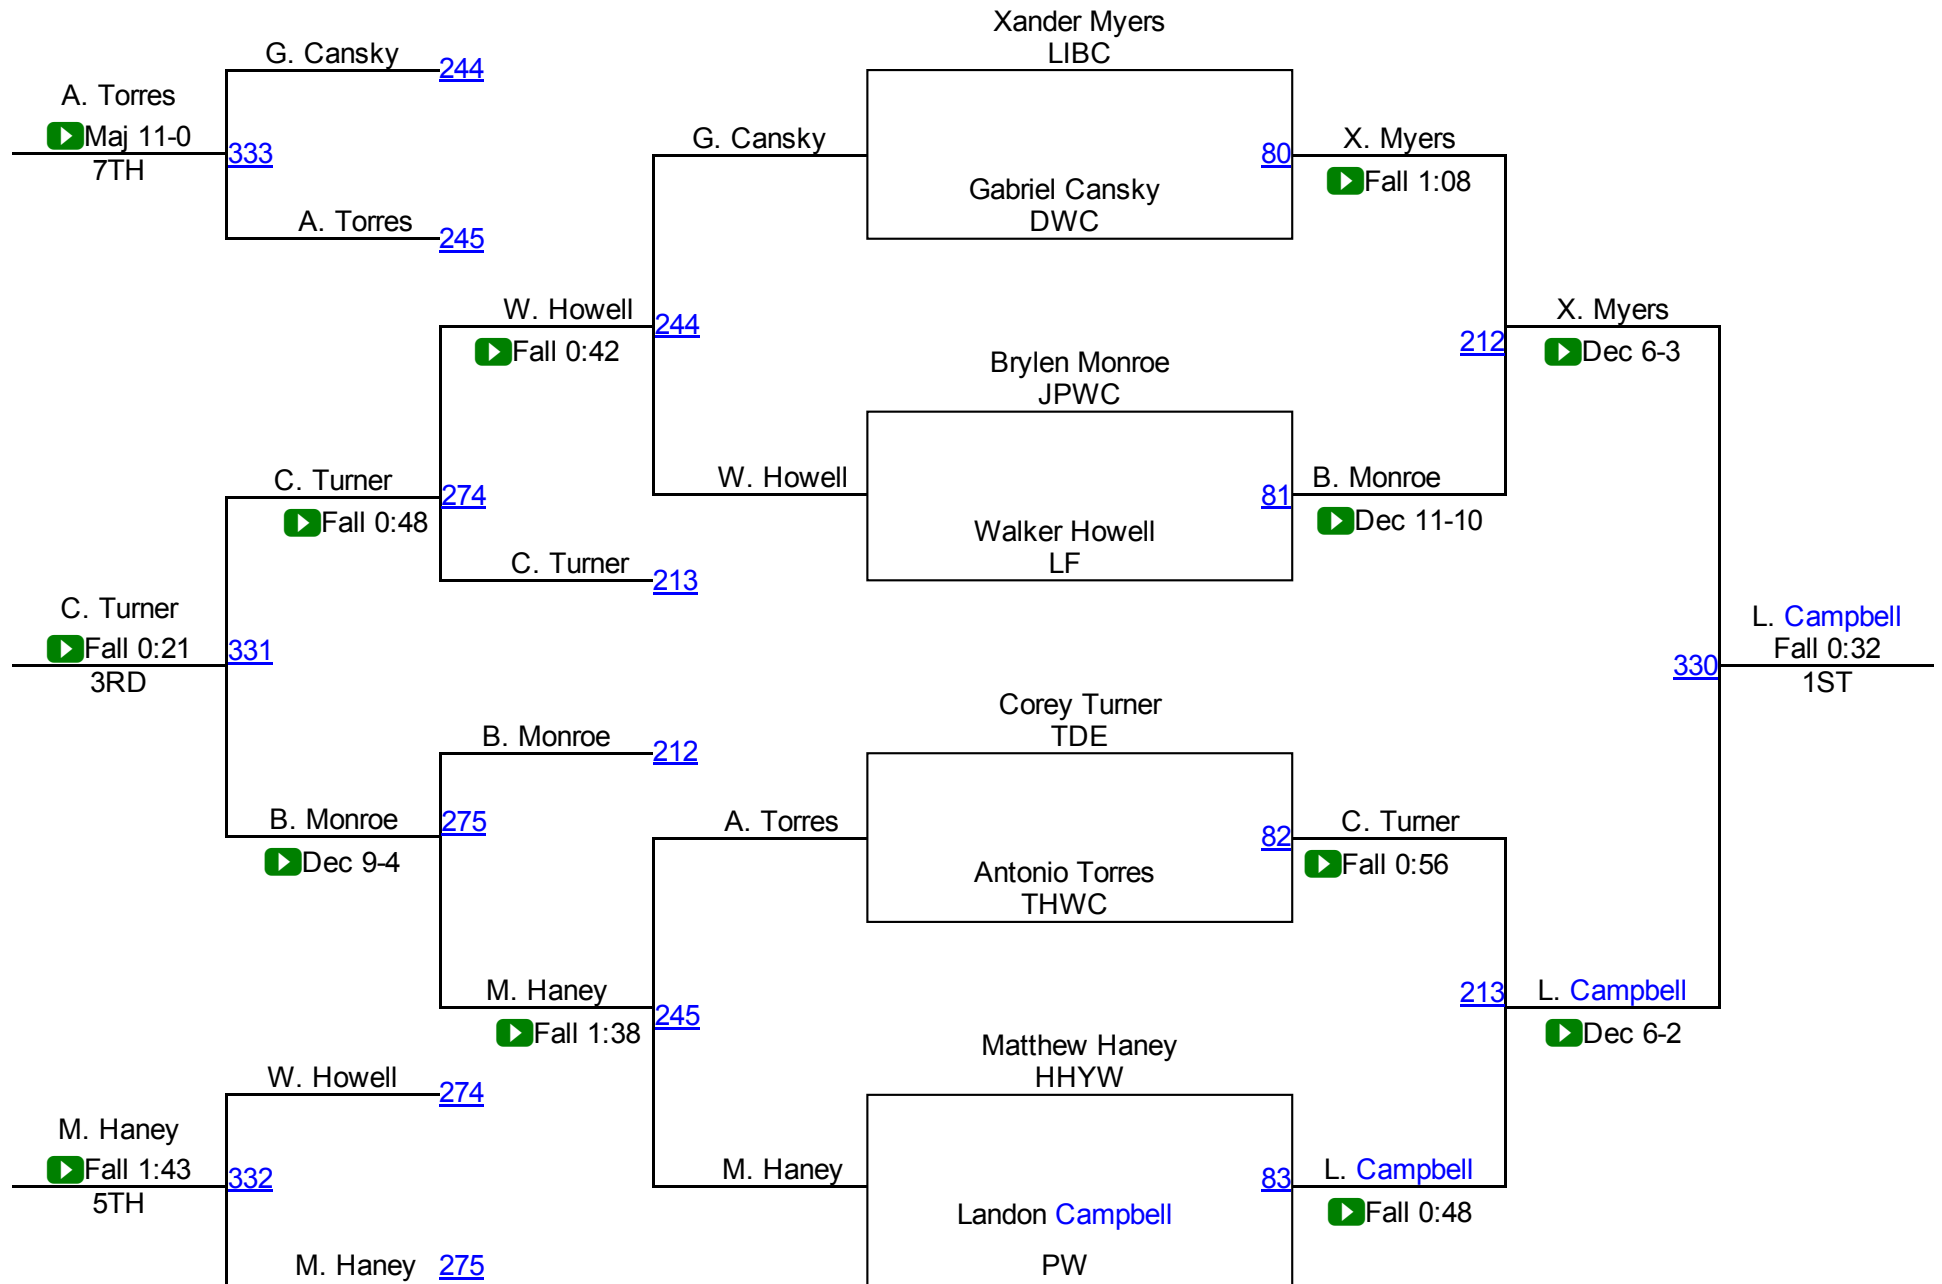 Xander Myers
LIBC
G. Cansky
244
A. Torres
Maj 11-0
7TH
333
A. Torres
245
G. Cansky
80
X. Myers
Fall 1:08
Gabriel Cansky
DWC
W. Howell
Fall 0:42
244
X. Myers
Dec 6-3
212
Brylen Monroe
JPWC
C. Turner
Fall 0:48
274
W. Howell
81
B. Monroe
Dec 11-10
Walker Howell
LF
C. Turner
213
C. Turner
Fall 0:21
3RD
331
L. Campbell
Fall 0:32
1ST
330
Corey Turner
TDE
B. Monroe
212
B. Monroe
Dec 9-4
275
A. Torres
82
C. Turner
Fall 0:56
Antonio Torres
THWC
M. Haney
Fall 1:38
245
213
L. Campbell
Dec 6-2
Matthew Haney
HHYW
W. Howell
274
M. Haney
Fall 1:43
5TH
332
M. Haney
83
L. Campbell
Fall 0:48
Landon Campbell
PW
M. Haney
275